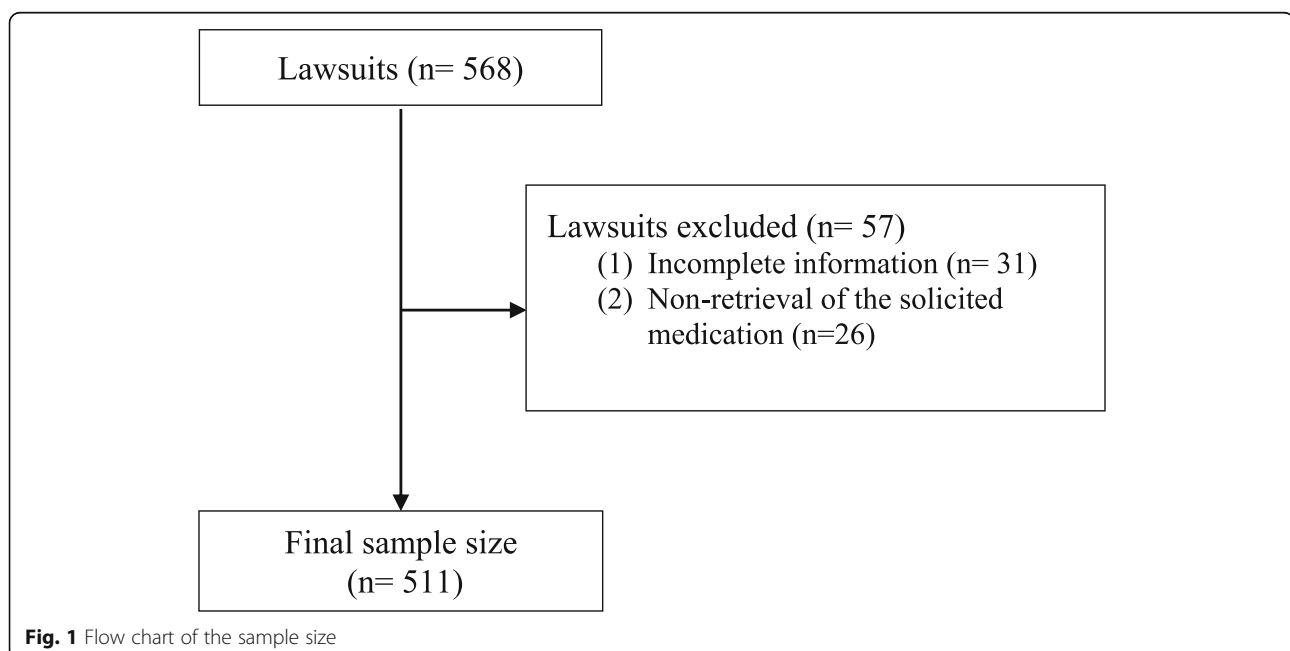 Lawsuits (n= 568)
Lawsuits excluded (n= 57)
(1) Incomplete information (n= 31)
(2) Non-retrieval of the solicited
medication (n=26)
Final sample size
(n= 511)
Fig. 1 Flow chart of the sample size